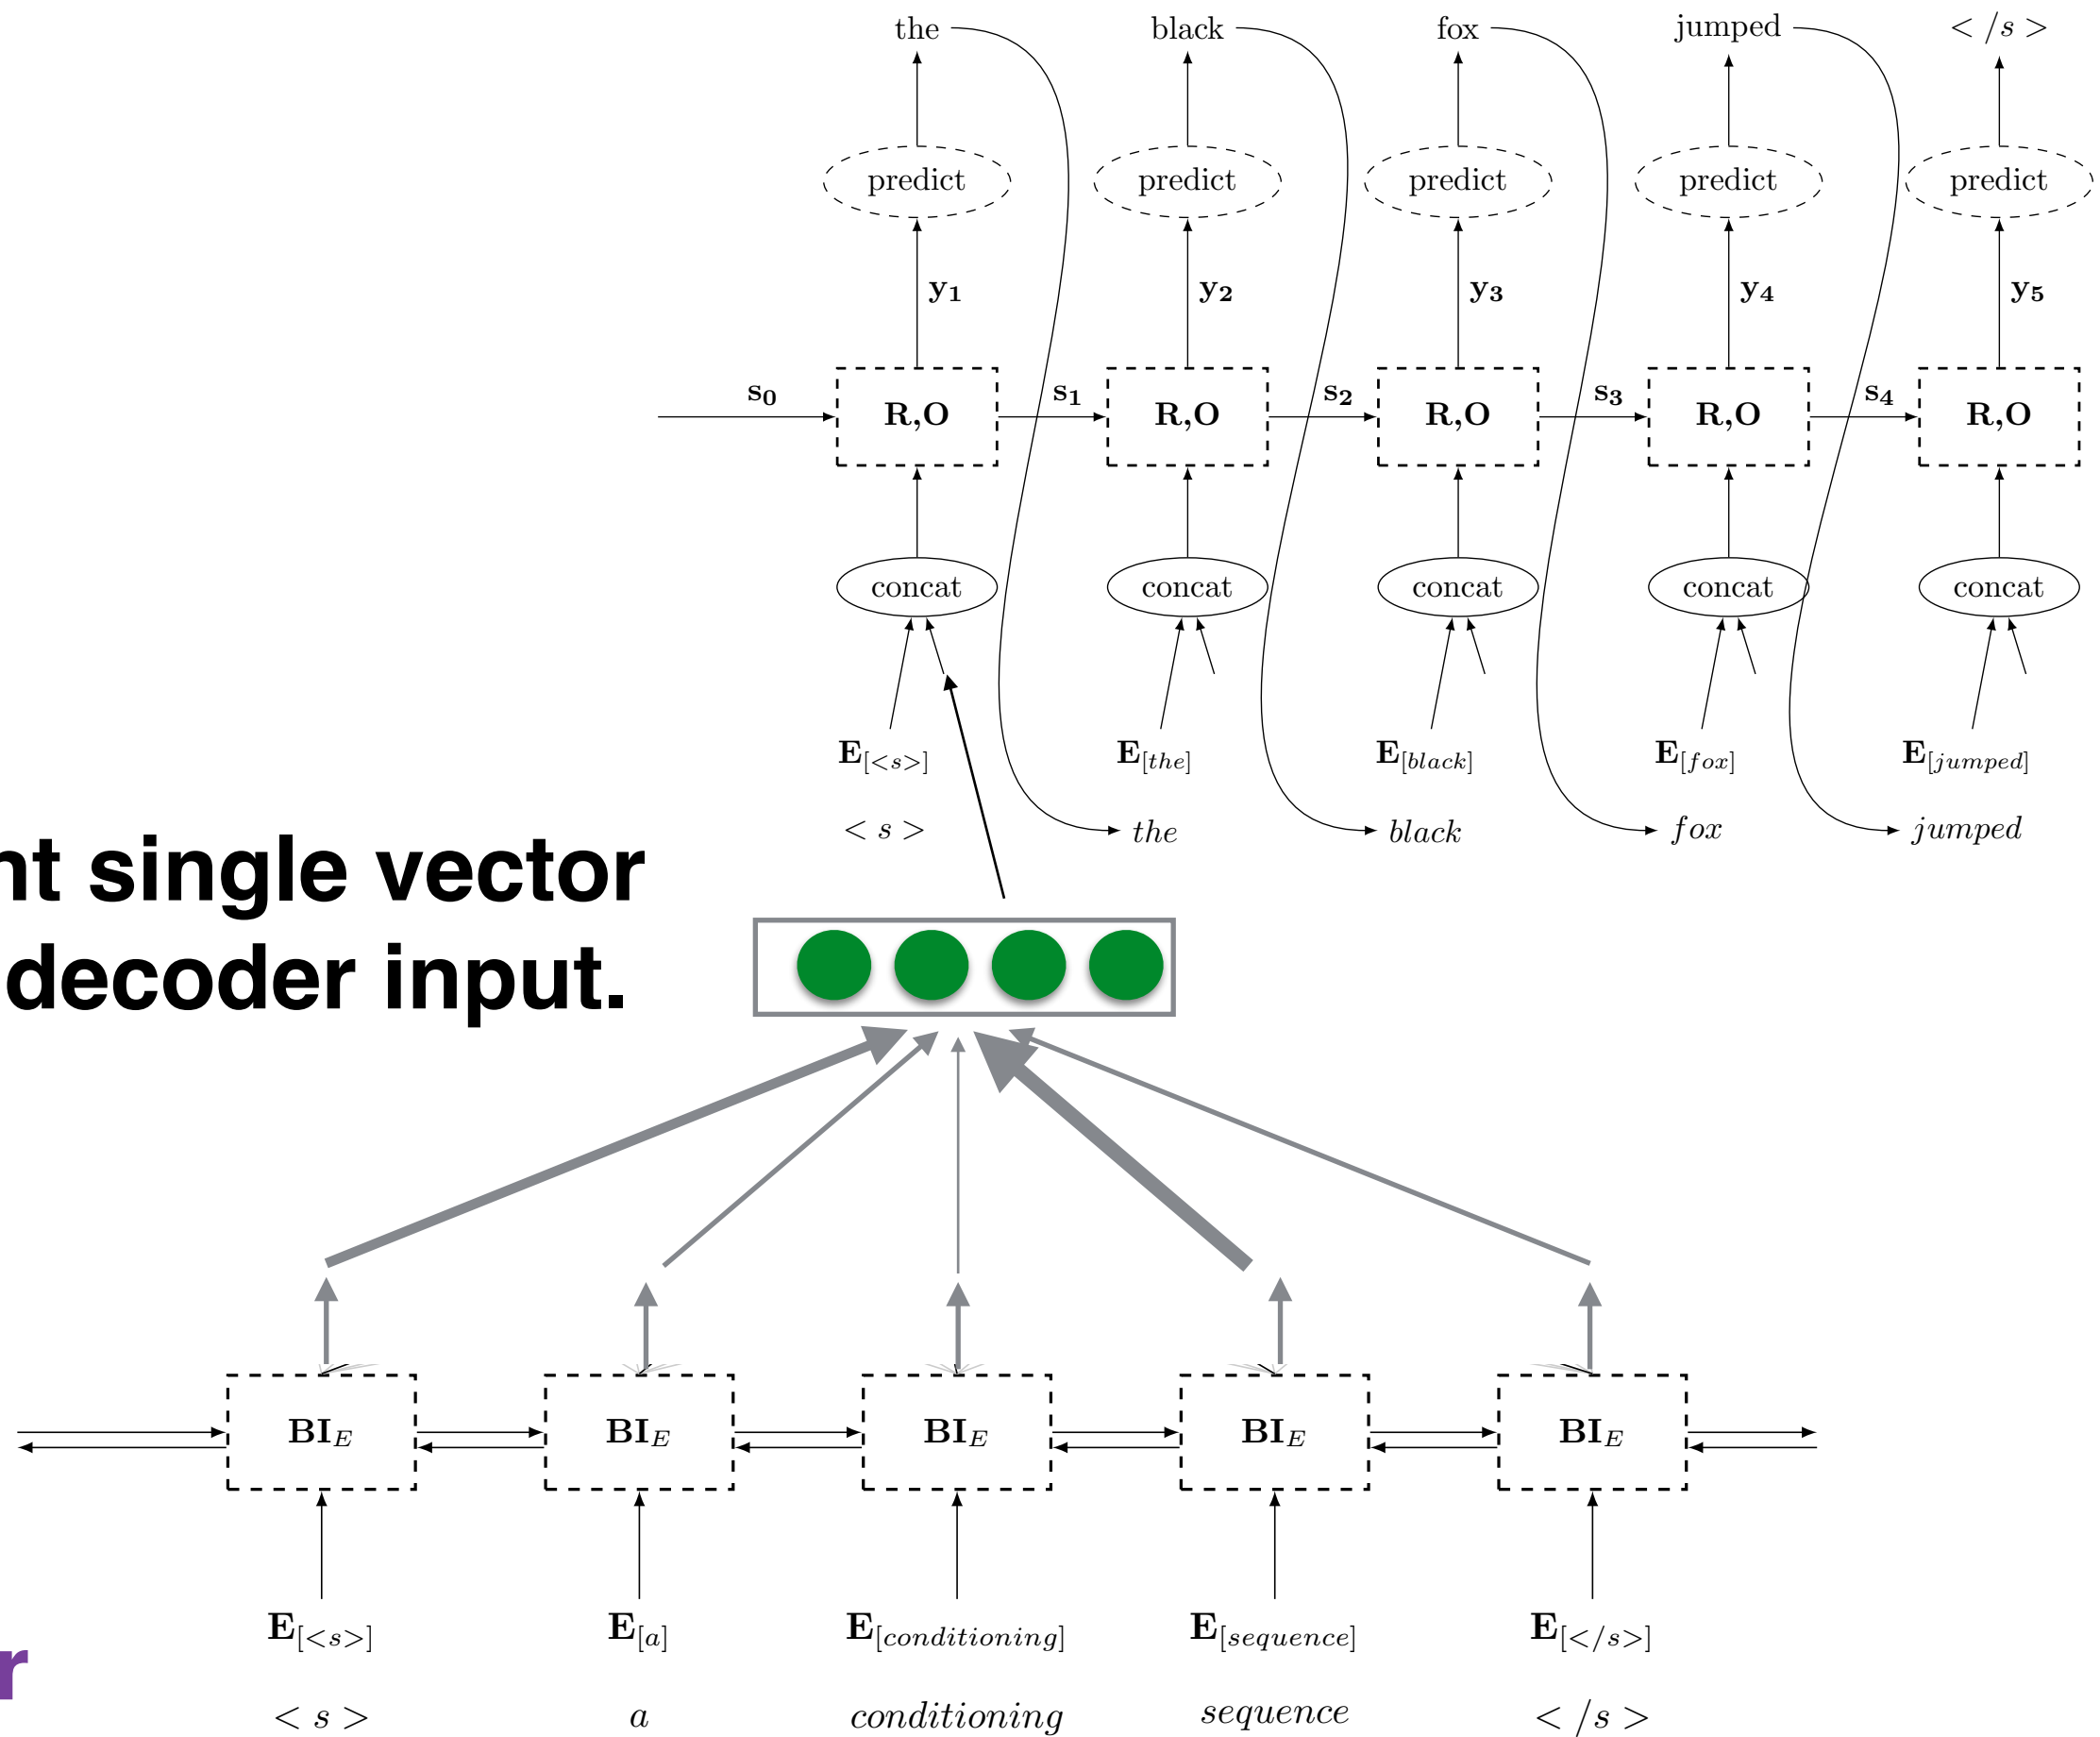 the black fox jumped < /s >
predict predict predict predict predict
y1 y2 y3 y4 y5
s0 s1 s2 s3 s4
R,O R,O R,O R,O R,O
concat concat concat concat concat
E[<s>] E[the] E[black] E[fox] E[jumped]
< s > the black fox jumped
nt single vector
decoder input.
BIE BIE BIE BIE BIE
E[<s>] E[a] E[conditioning] E[sequence] E[</s>]
r
< s > a conditioning sequence < /s >